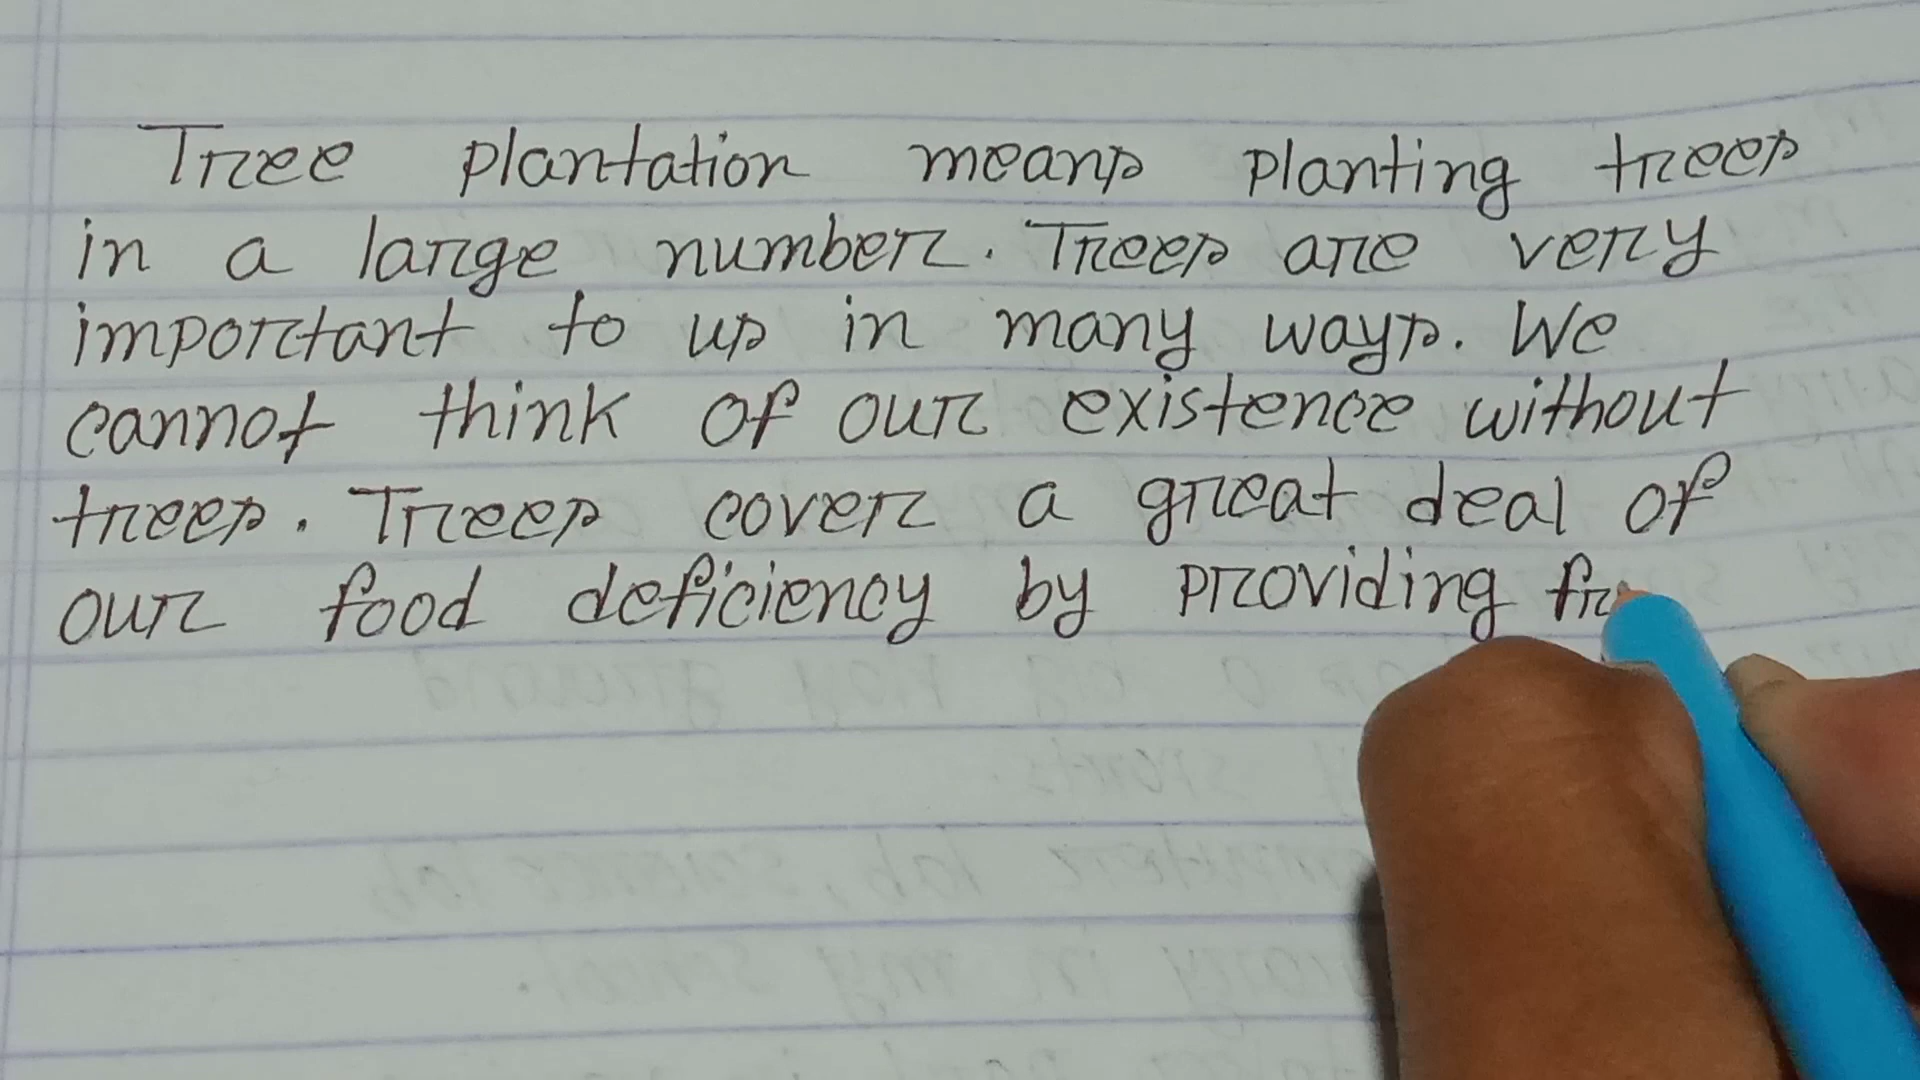 Tree plantation means planting trees
in a large number. Trees are very
important to us in many ways. We
cannot think of our existence without
trees. Trees cover a great deal of
our food deficiency by providing fr